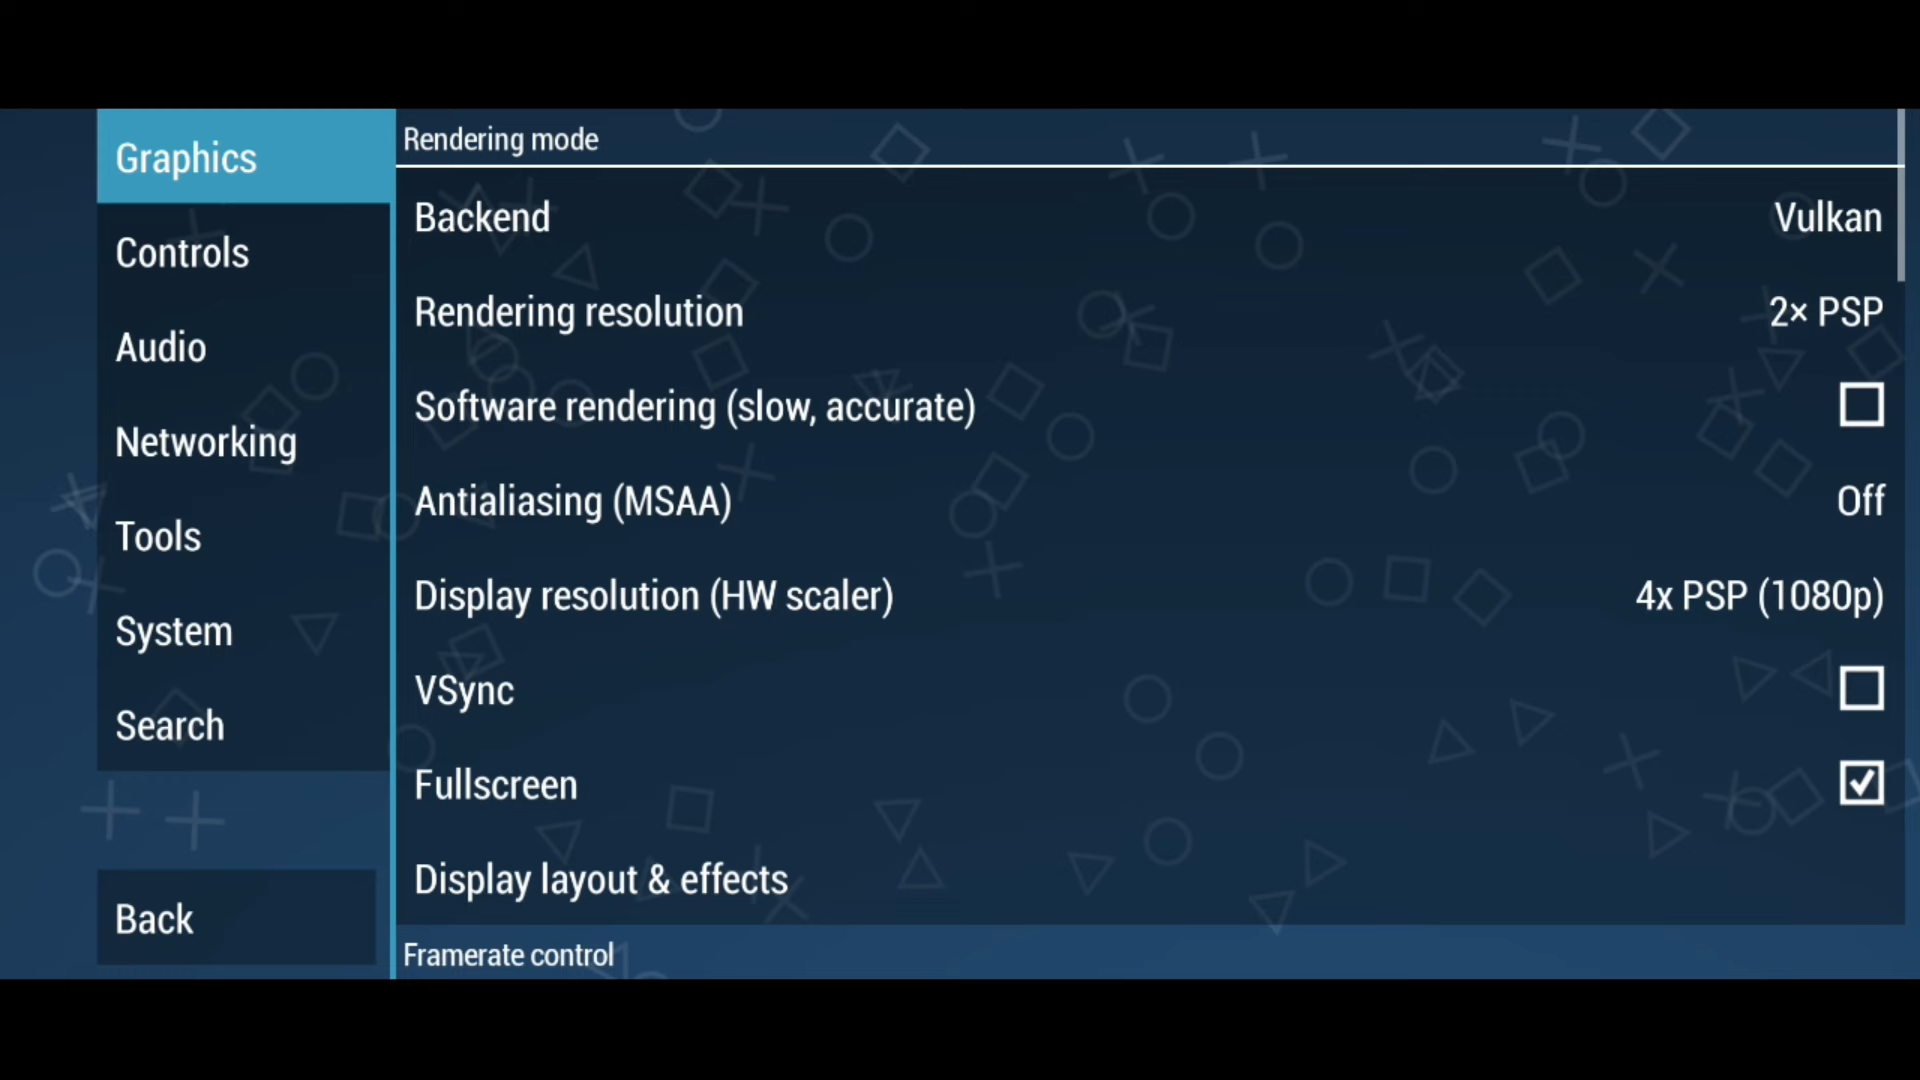 Graphics
Controls
Audio
Networking
Tools
System
Search
Back
Rendering mode
Backend Vulkan
Rendering resolution 2× PSP
Software rendering (slow, accurate)
Antialiasing (MSAA) Off
Display resolution (HW scaler) 4x PSP (1080p)
VSync
Fullscreen
Display layout & effects
Framerate control